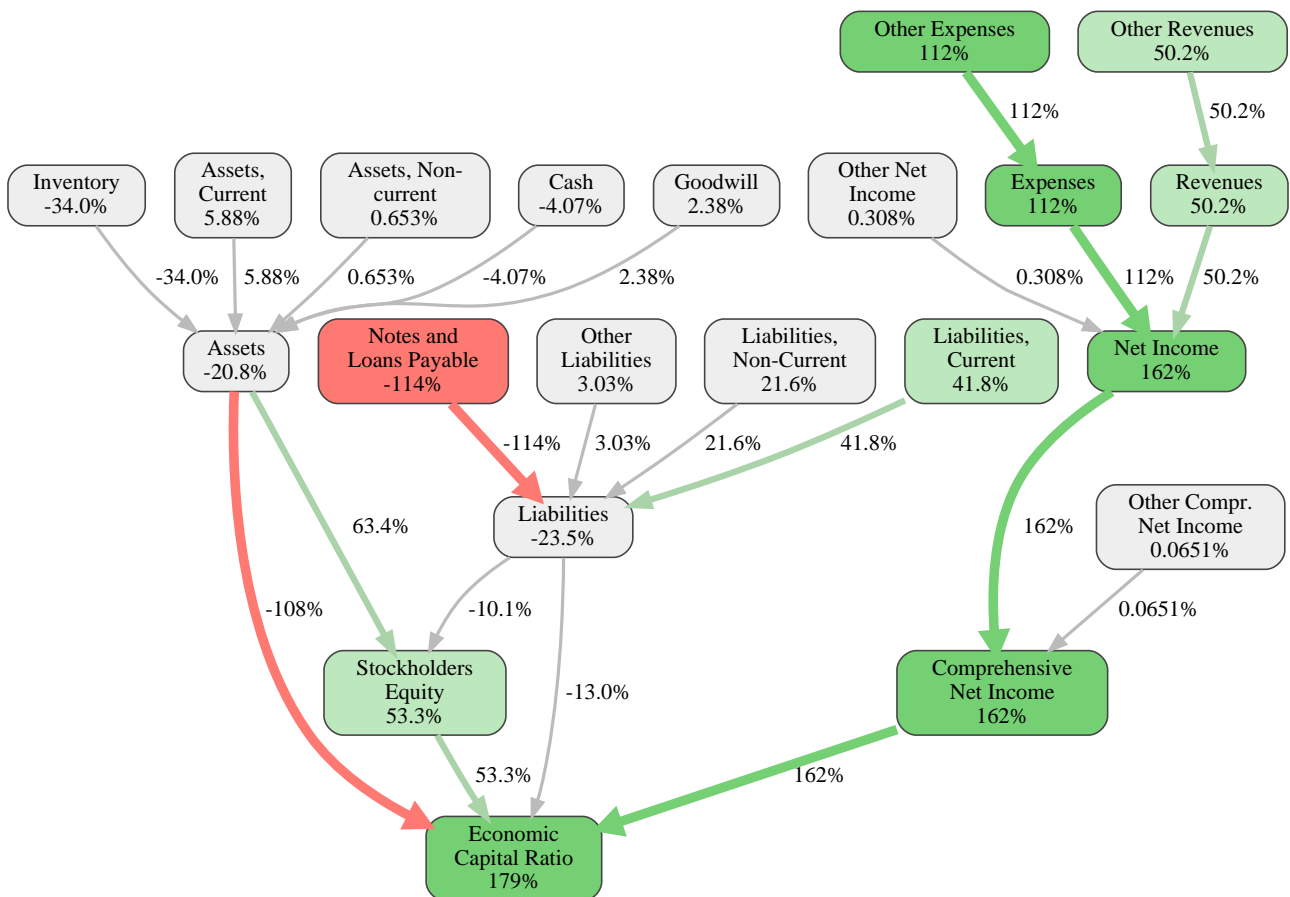 Other Expenses
112%
Other Revenues
50.2%
112%
50.2%
Inventory
-34.0%
Assets,
Current
5.88%
Assets, Non-
current
0.653%
Cash
-4.07%
Goodwill
2.38%
Other Net
Income
0.308%
Expenses
112%
Revenues
50.2%
-34.0%
5.88%
0.653%
-4.07%
2.38%
0.308%
112%
50.2%
Assets
-20.8%
Notes and
Loans Payable
-114%
Other
Liabilities
3.03%
Liabilities,
Non-Current
21.6%
Liabilities,
Current
41.8%
Net Income
162%
-114%
3.03%
21.6%
41.8%
63.4%
Liabilities
-23.5%
162%
Other Compr.
Net Income
0.0651%
-108%
-10.1%
0.0651%
Stockholders
Equity
53.3%
-13.0%
Comprehensive
Net Income
162%
53.3%
162%
Economic
Capital Ratio
179%